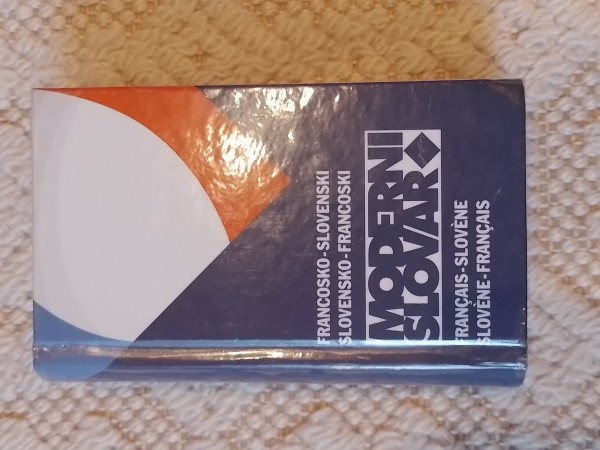 FRANCOSKO-SLOVENSKI
SLOVENSKO-FRANCOSKI
MODERNI
SLOVAR
FRANÇAIS-SLOVÈNE
SLOVÈNE-FRANÇAIS